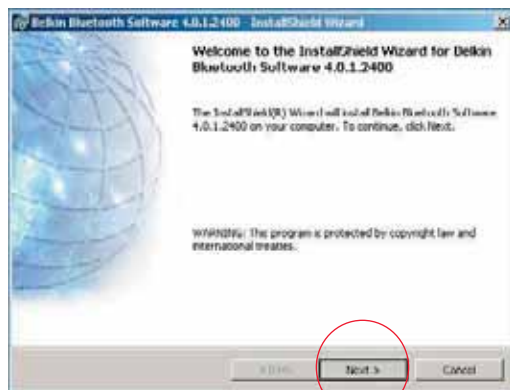 Belkin Bluetooth Software 4.0.1.2400 - InstallShield Wizard
Welcome to the InstallShield Wizard for Belkin
Bluetooth Software 4.0.1.2400
The InstallShield(R) Wizard will install Belkin Bluetooth Software
4.0.1.2400 on your computer. To continue, click Next.
WARNING: This program is protected by copyright law and
international treaties.
< Back
Next >
Cancel